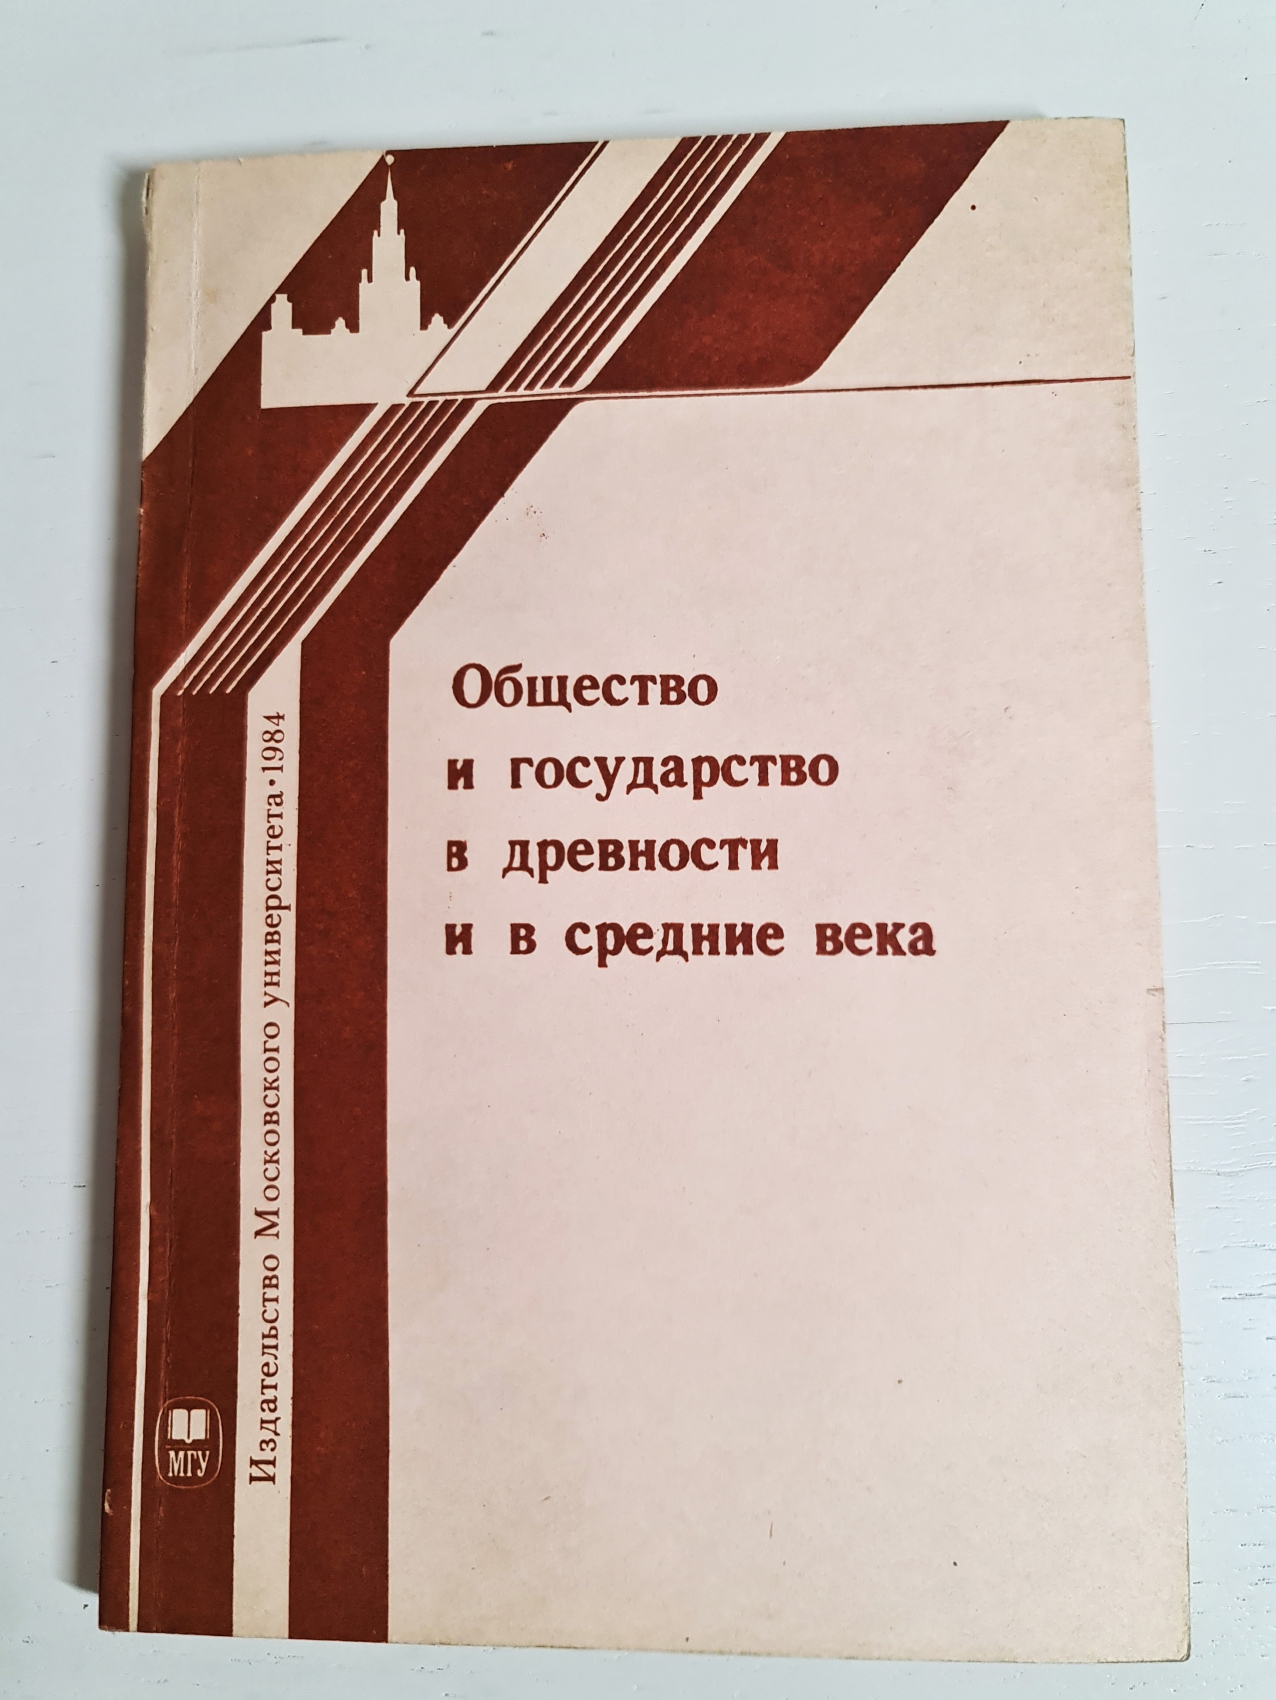 Общество
и государство
в древности
и в средние века
Издательство Московского университета·1984
МГУ